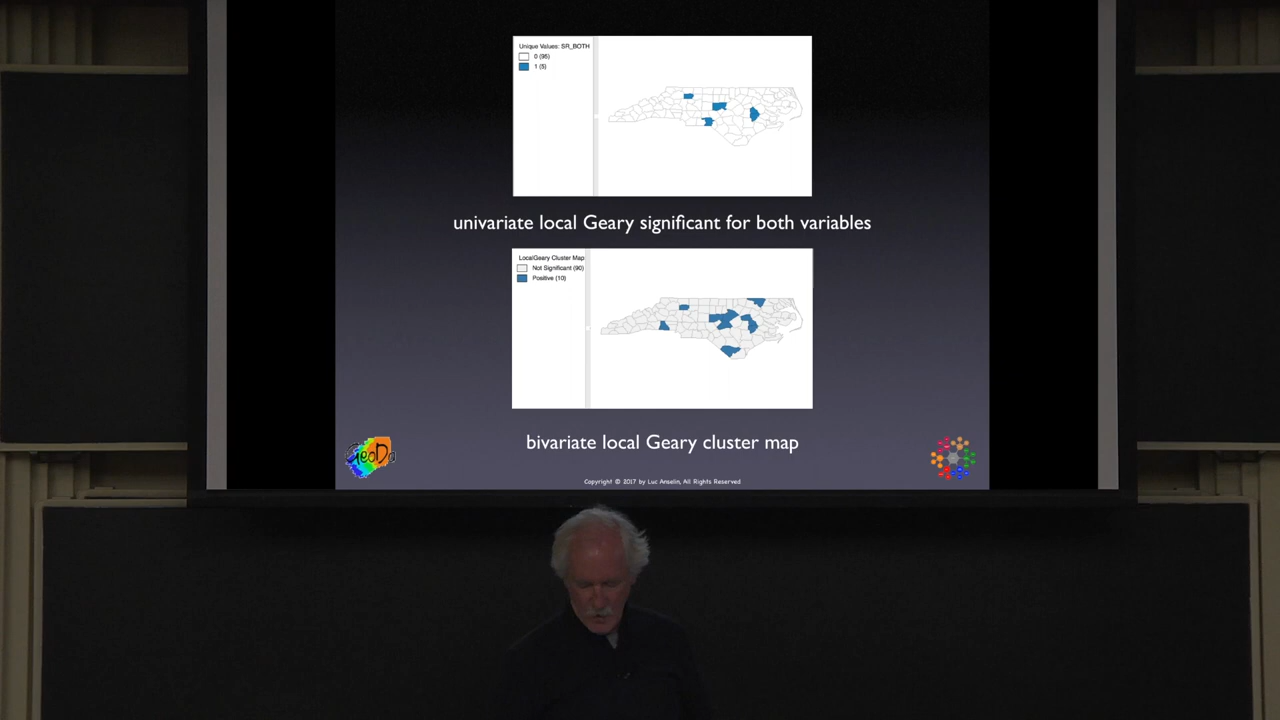 Unique Values: SR_BOTH
0 (95)
1 (5)
univariate local Geary significant for both variables
LocalGeary Cluster Map
Not Significant (90)
Positive (10)
bivariate local Geary cluster map
GeoDa
Copyright © 2017 by Luc Anselin, All Rights Reserved